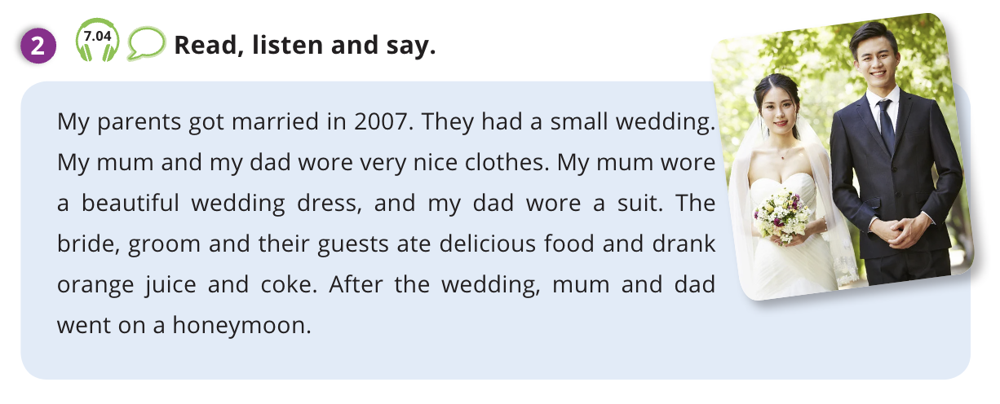 2 7.04 Read, listen and say.
My parents got married in 2007. They had a small wedding.
My mum and my dad wore very nice clothes. My mum wore
a beautiful wedding dress, and my dad wore a suit. The
bride, groom and their guests ate delicious food and drank
orange juice and coke. After the wedding, mum and dad
went on a honeymoon.